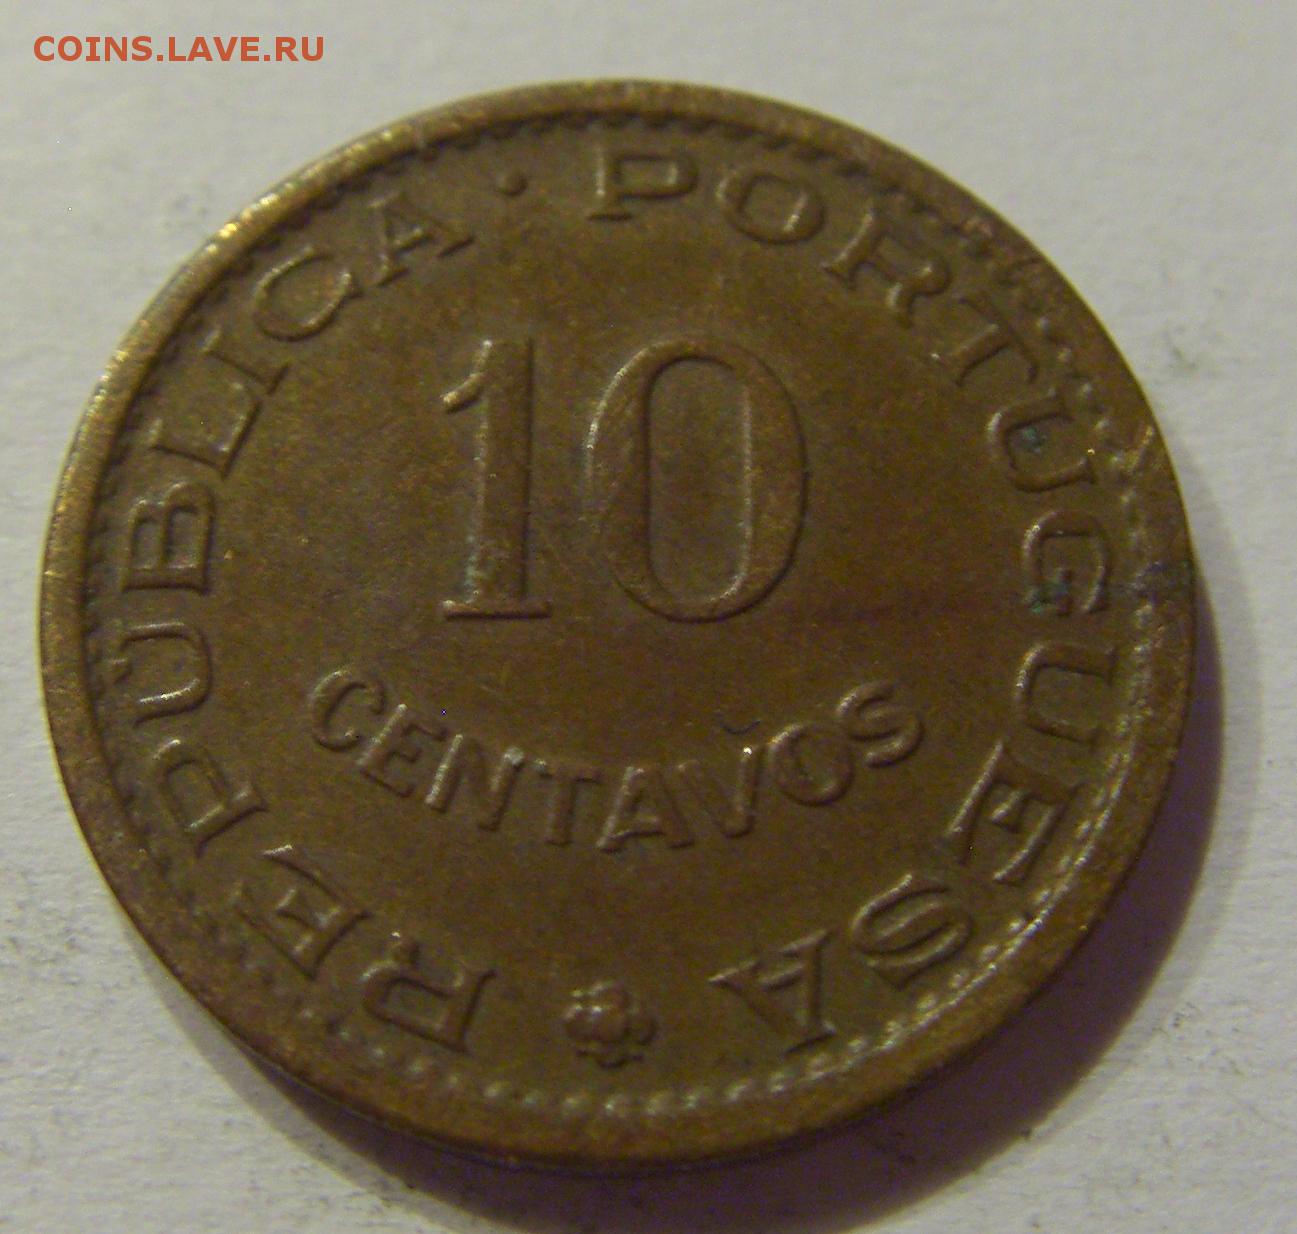 COINS.LAVE.RU
REPÚBLICA · PORTUGUESA
10
CENTAVOS